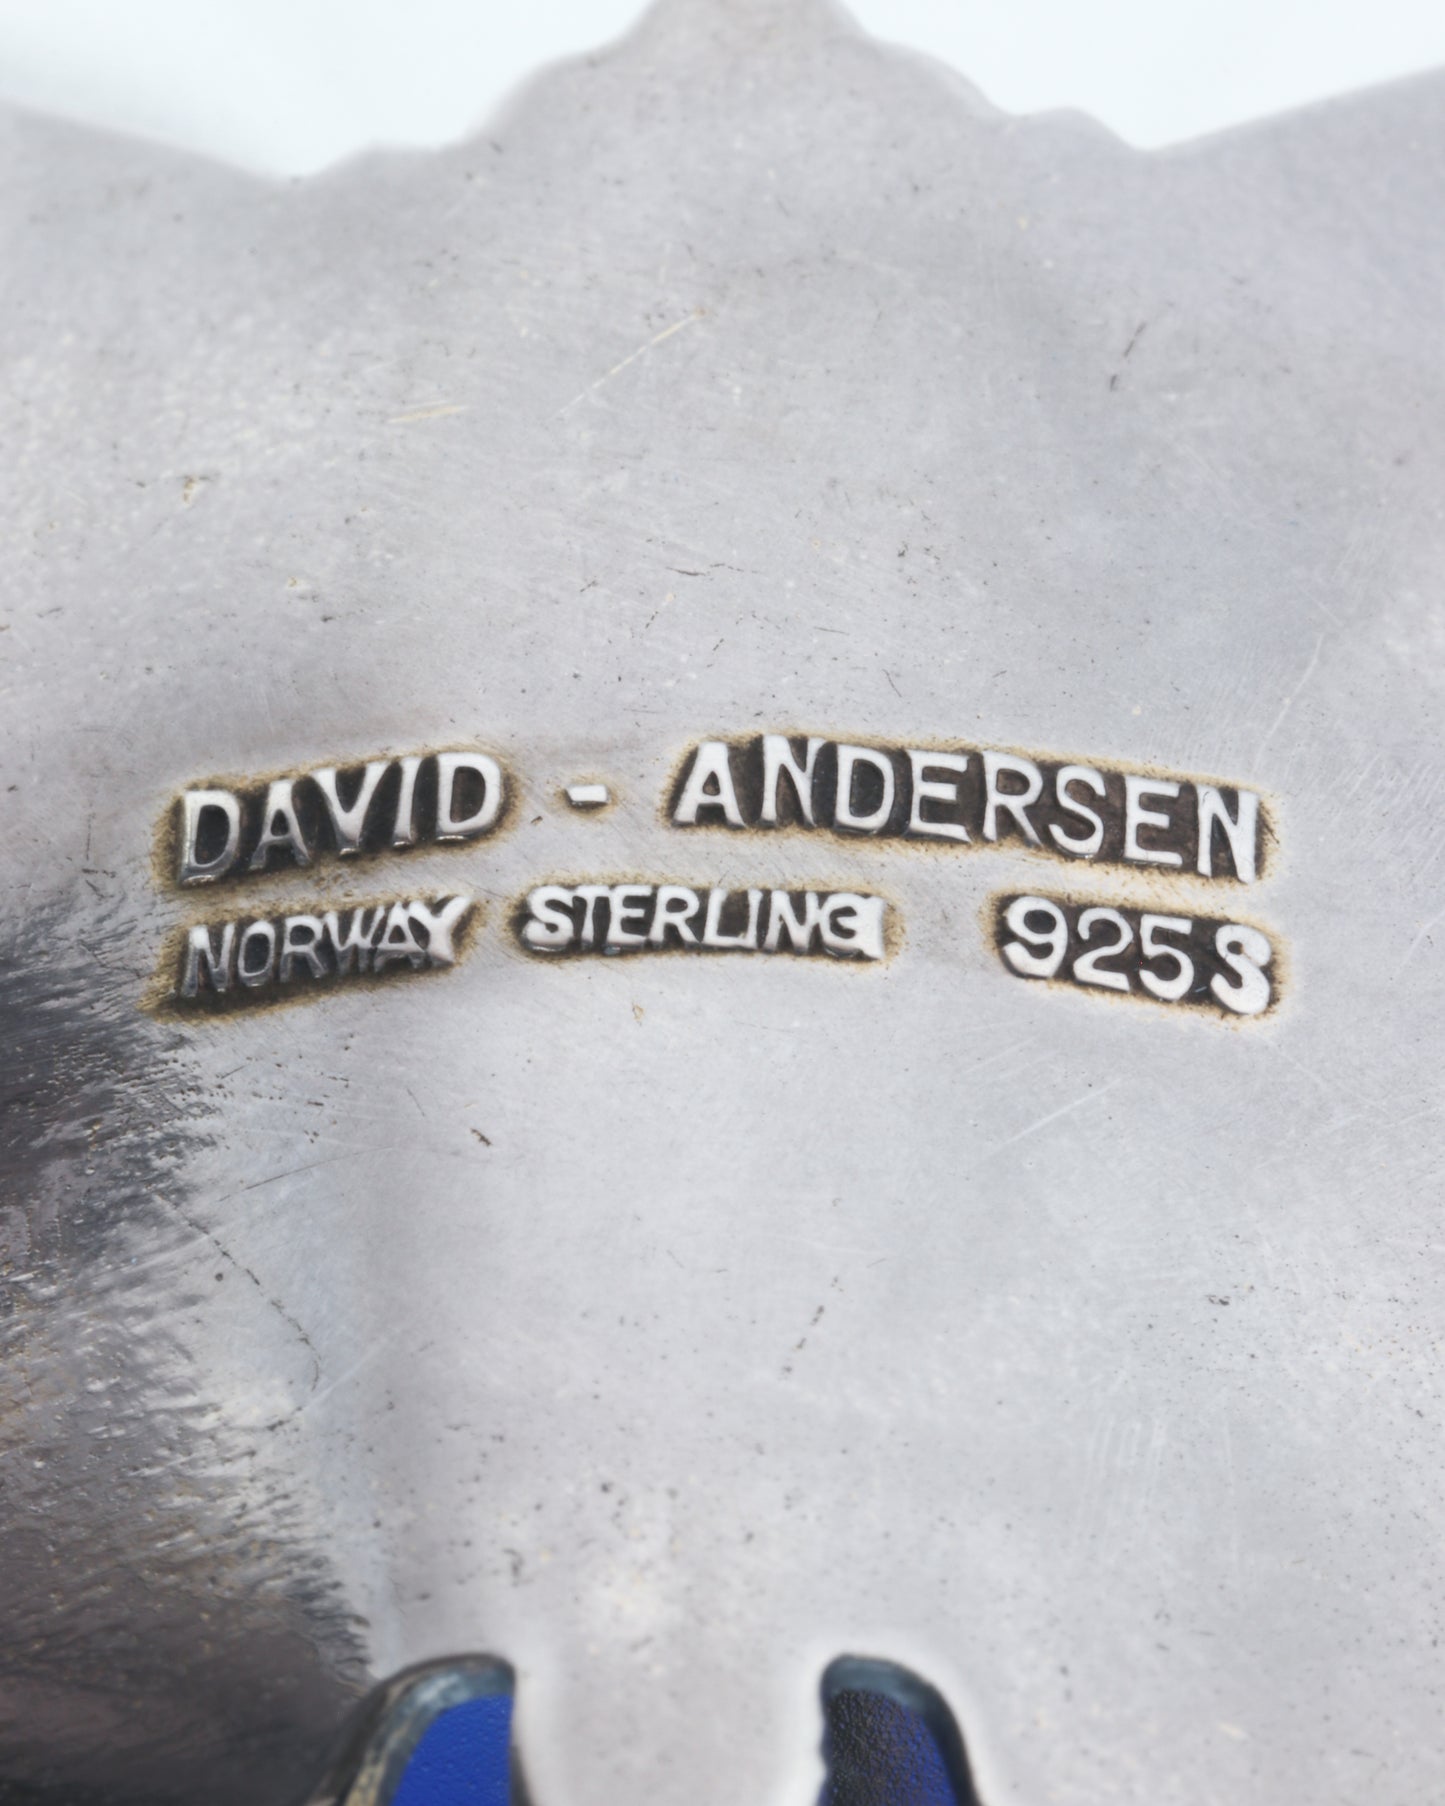 DAVID - ANDERSEN
NORWAY STERLING 925S